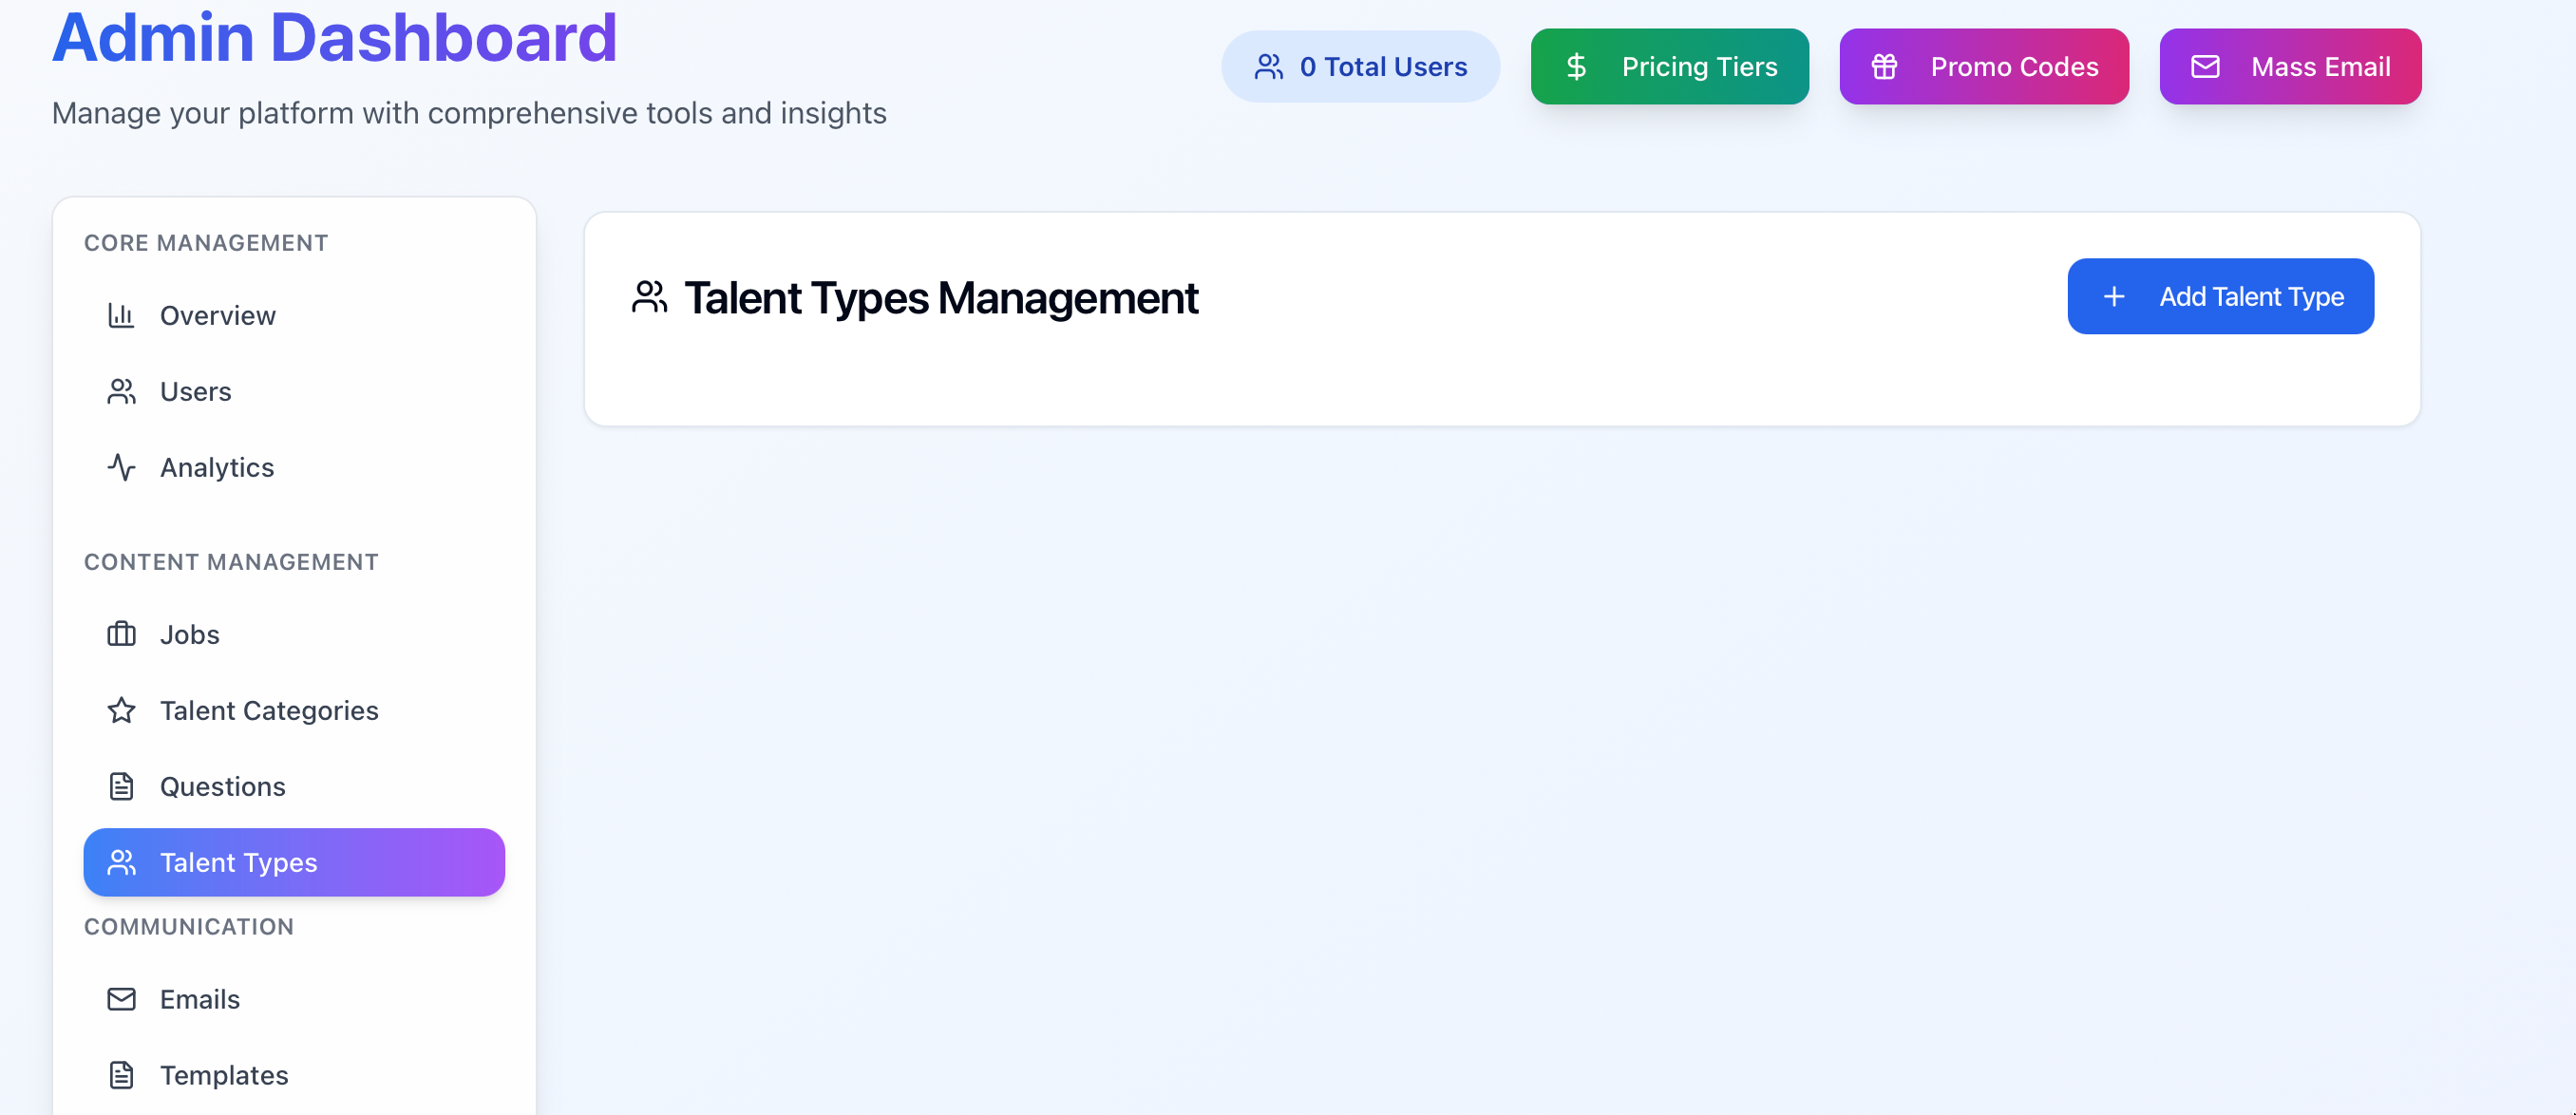 Admin Dashboard
Manage your platform with comprehensive tools and insights
0 Total Users
Pricing Tiers
Promo Codes
Mass Email
CORE MANAGEMENT
Overview
Users
Analytics
CONTENT MANAGEMENT
Jobs
Talent Categories
Questions
Talent Types
COMMUNICATION
Emails
Templates
Talent Types Management
Add Talent Type